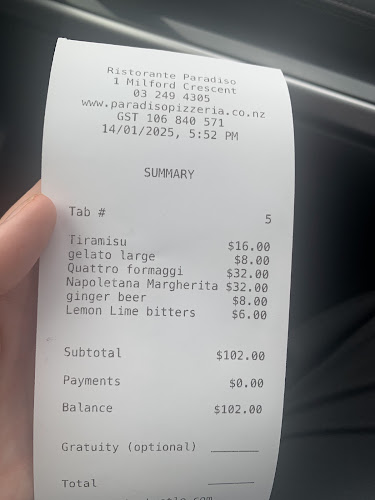 Ristorante Paradiso
1 Milford Crescent
03 249 4305
www.paradisopizzeria.co.nz
GST 106 840 571
14/01/2025, 5:52 PM
SUMMARY
Tab # 5
Tiramisu $16.00
gelato large $8.00
Quattro formaggi $32.00
Napoletana Margherita $32.00
ginger beer $8.00
Lemon Lime bitters $6.00
Subtotal $102.00
Payments $0.00
Balance $102.00
Gratuity (optional)
Total